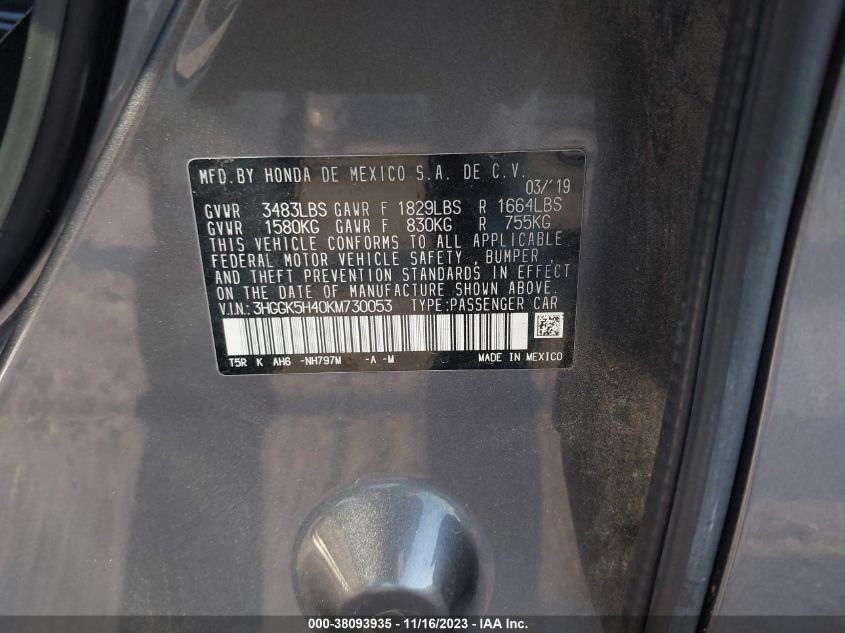 MFD. BY HONDA DE MEXICO S.A. DE C.V.
03/'19
GVWR 3483LBS GAWR F 1829LBS R 1664LBS
GVWR 1580KG GAWR F 830KG R 755KG
THIS VEHICLE CONFORMS TO ALL APPLICABLE
FEDERAL MOTOR VEHICLE SAFETY , BUMPER ,
AND THEFT PREVENTION STANDARDS IN EFFECT
ON THE DATE OF MANUFACTURE SHOWN ABOVE.
V.I.N.:3HGGK5H40KM730053 TYPE:PASSENGER CAR
T5R K AH6 -NH797M -A -M MADE IN MEXICO
000-38093935 - 11/16/2023 - IAA Inc.